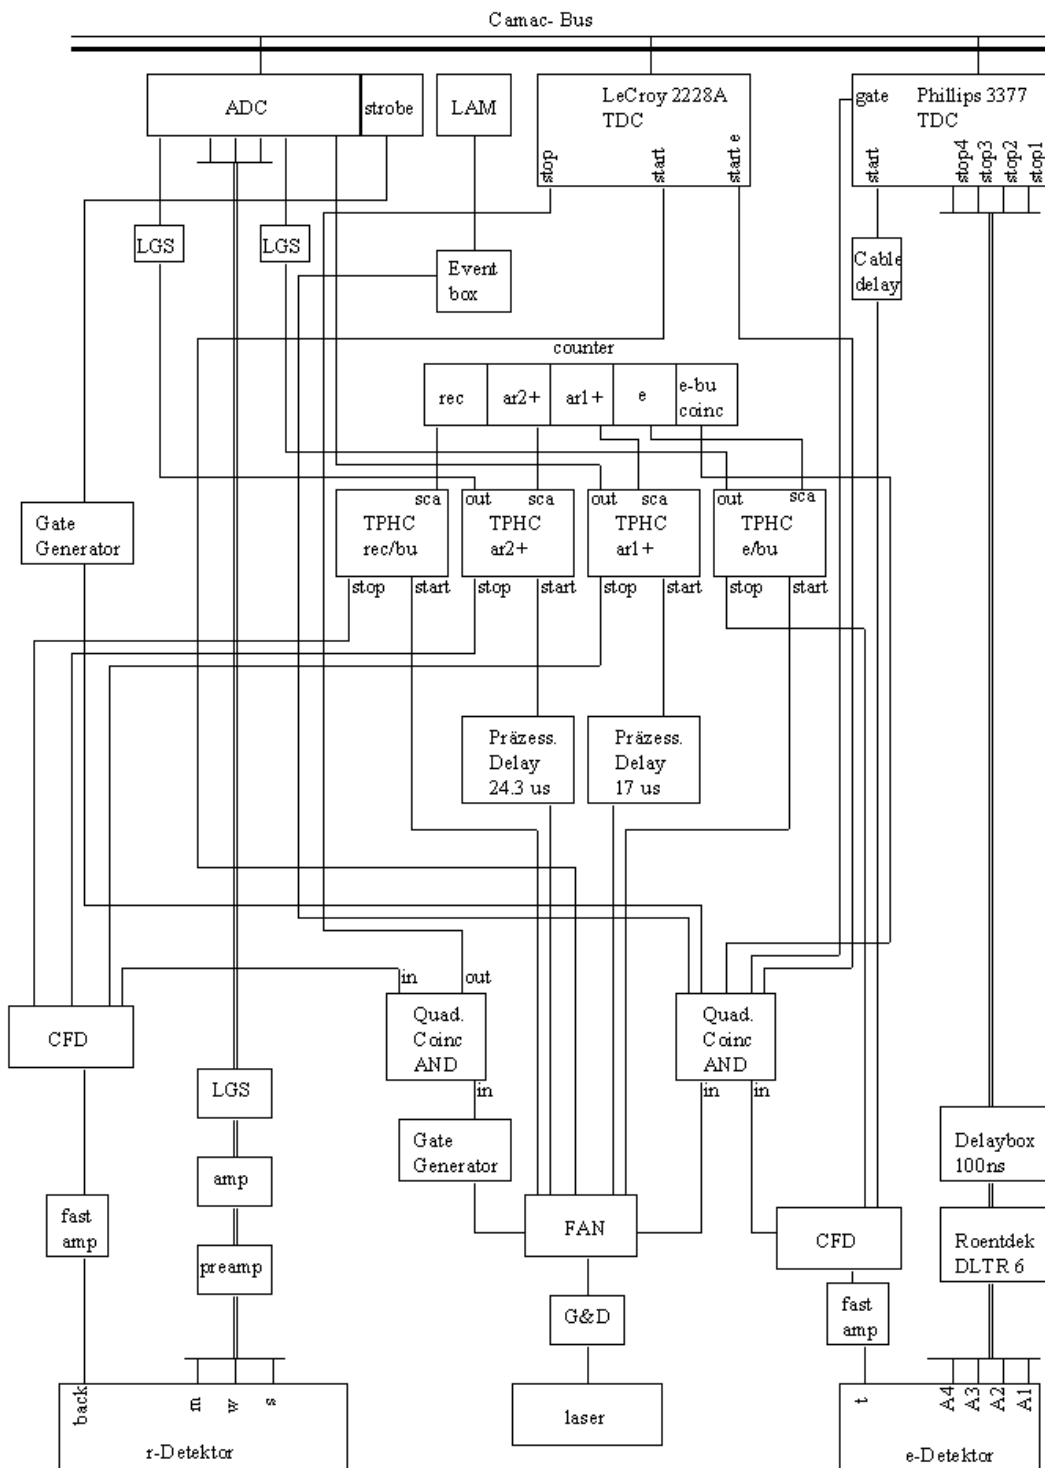 Camac- Bus
ADC
strobe
LAM
LeCroy 2228A
TDC
stop
start
start e
gate
Phillips 3377
TDC
start
stop4
stop3
stop2
stop1
LGS
LGS
Event
box
Cable
delay
counter
rec
ar2+
ar1+
e
e-bu
coinc
Gate
Generator
sca
TPHC
rec/bu
out
sca
TPHC
ar2+
out
sca
TPHC
ar1+
out
sca
TPHC
e/bu
stop
start
stop
start
stop
start
stop
start
Präzess.
Delay
24.3 us
Präzess.
Delay
17 us
in
out
CFD
Quad.
Coinc
AND
Quad.
Coinc
AND
in
in
in
LGS
Gate
Generator
Delaybox
100ns
amp
fast
amp
FAN
CFD
Roentdek
DLTR 6
preamp
G&D
fast
amp
back
m
w
s
r-Detektor
laser
t
A4
A3
A2
A1
e-Detektor